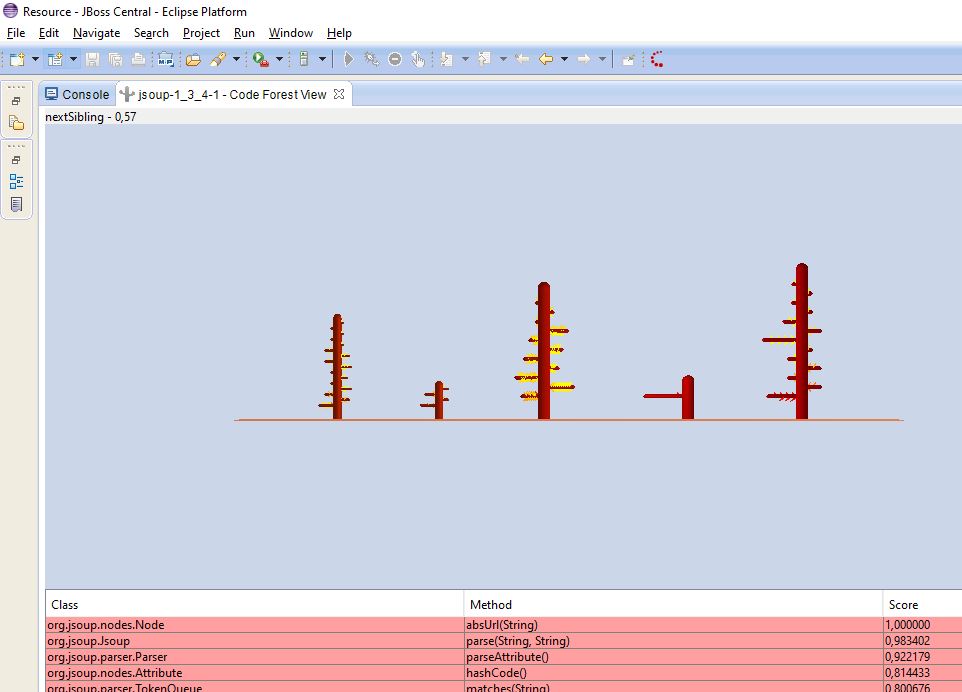 Resource - JBoss Central - Eclipse Platform
File Edit Navigate Search Project Run Window Help
Console jsoup-1_3_4-1 - Code Forest View
nextSibling - 0,57
Class Method Score
org.jsoup.nodes.Node absUrl(String) 1,000000
org.jsoup.Jsoup parse(String, String) 0,983402
org.jsoup.parser.Parser parseAttribute() 0,922179
org.jsoup.nodes.Attribute hashCode() 0,814433
org.jsoup.parser.TokenQueue matches(String) 0,800676